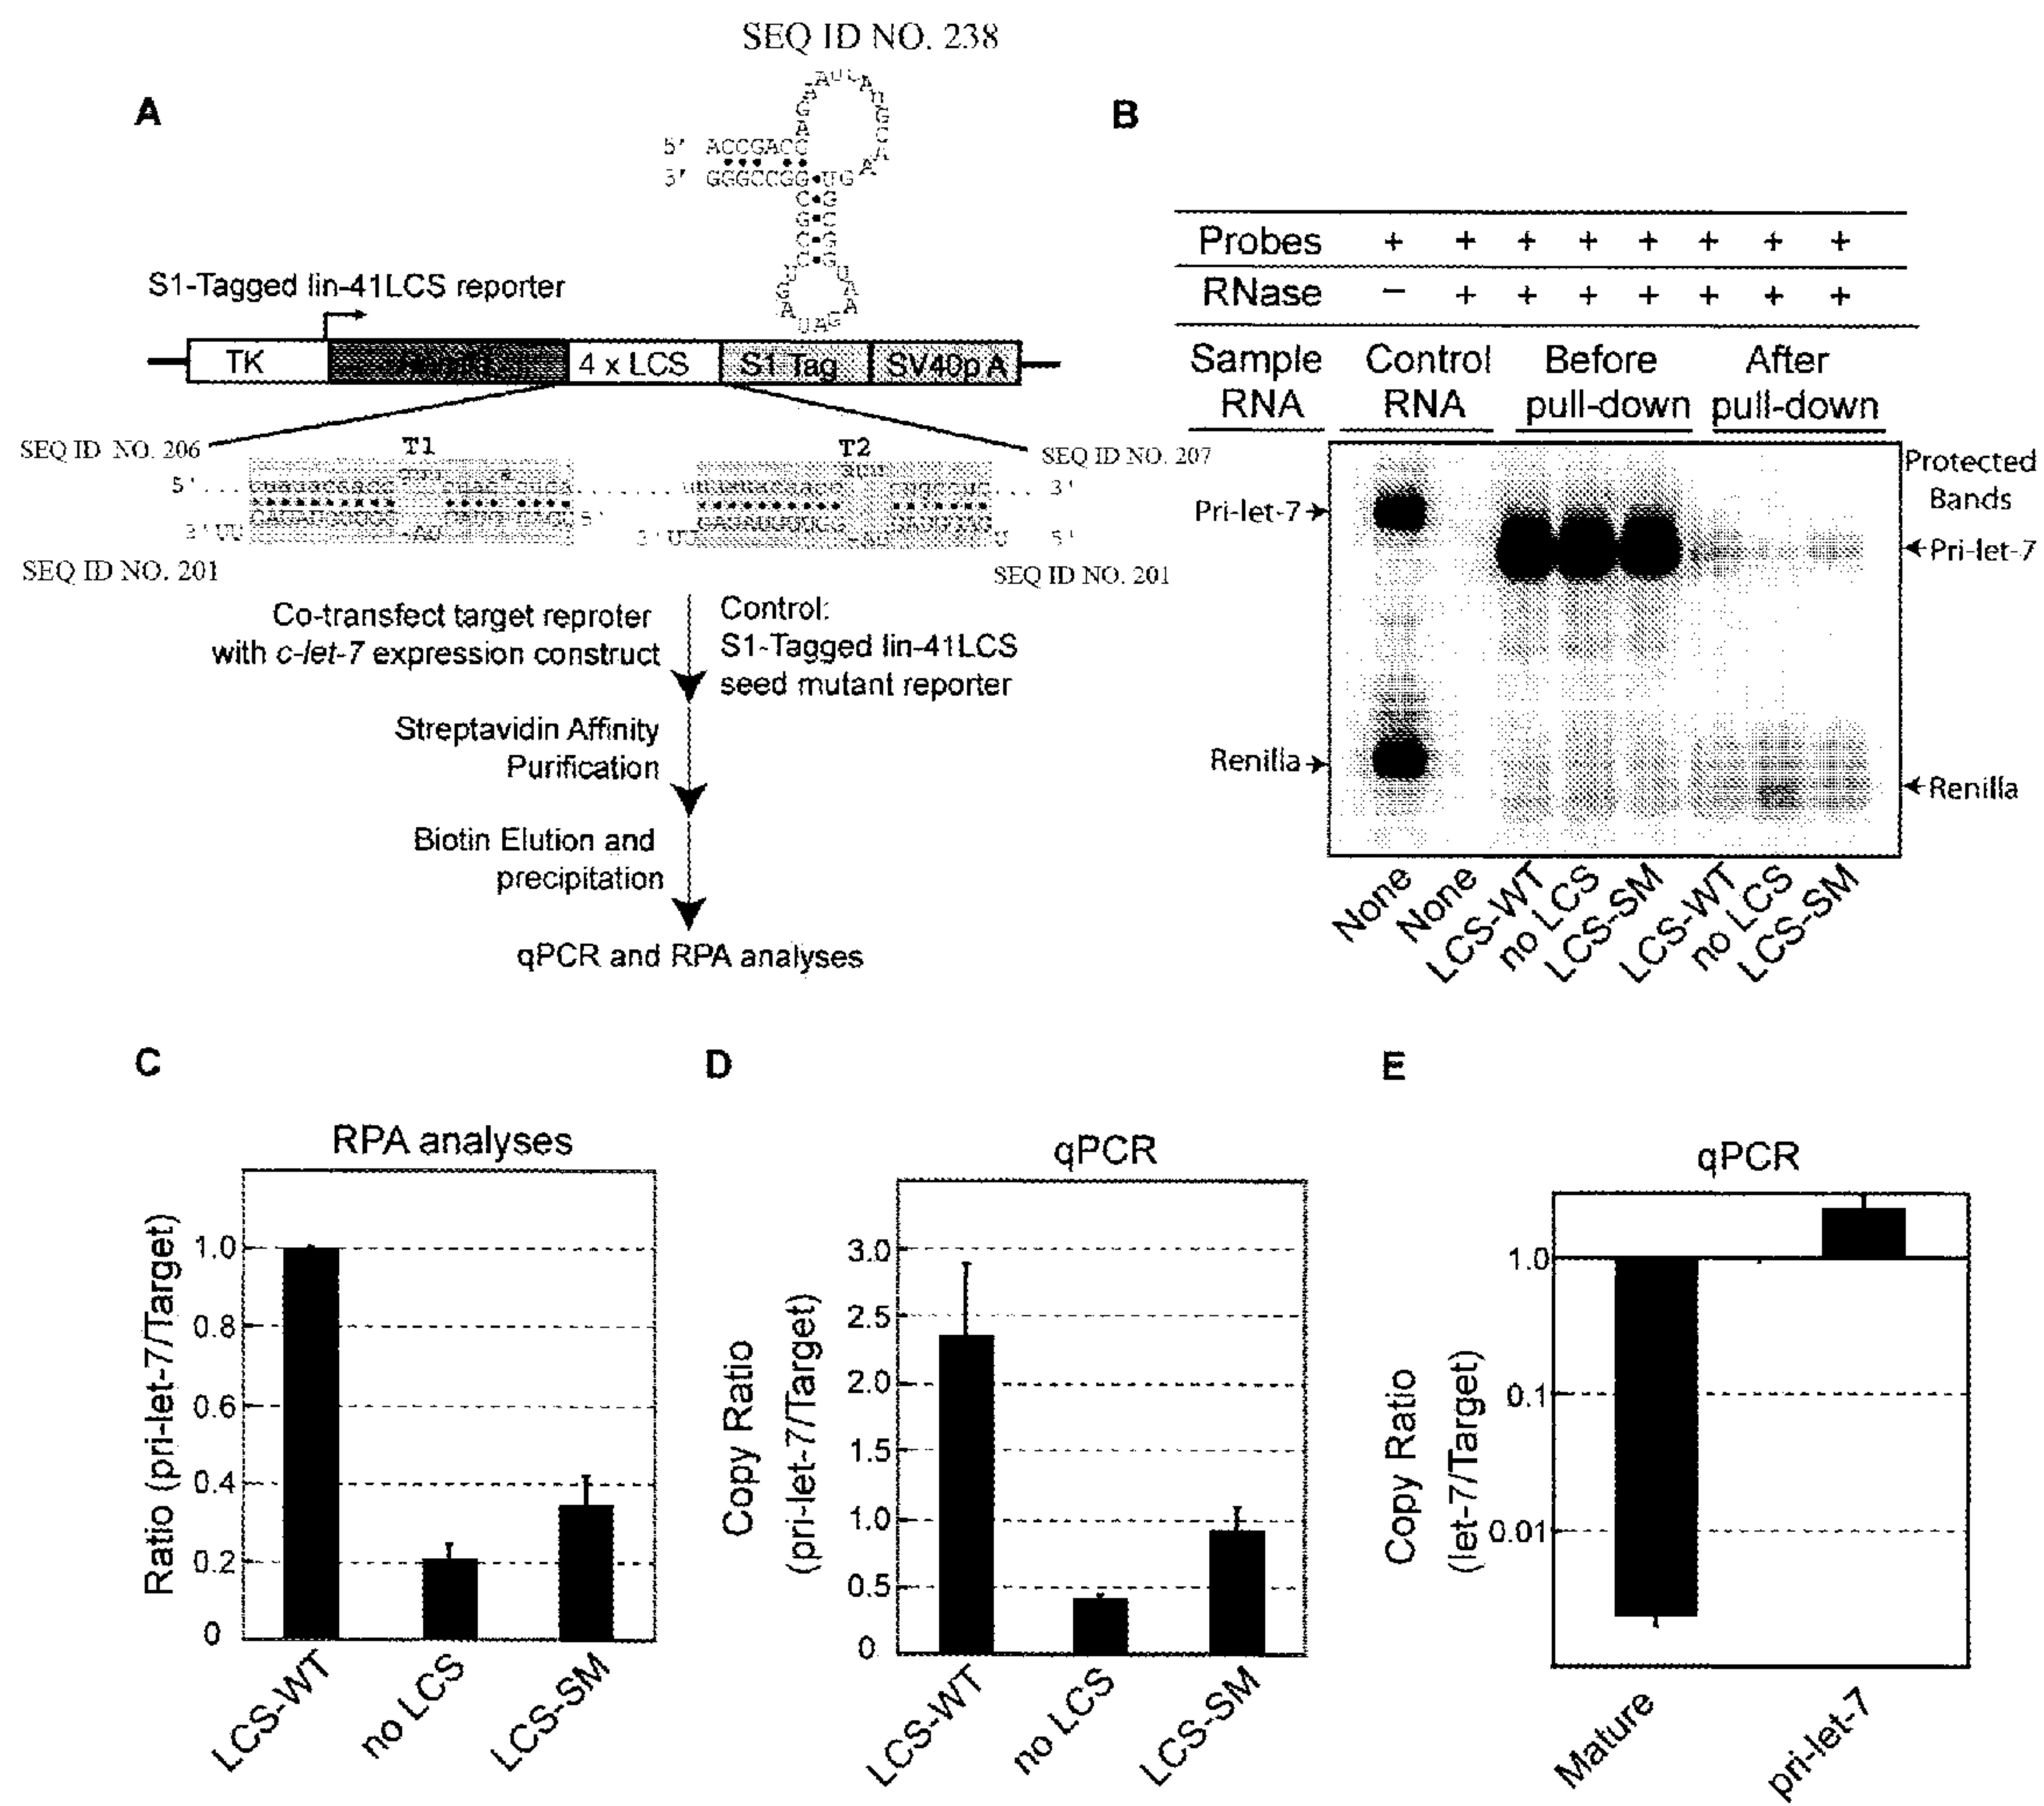 SEQ ID NO. 238
A
5' ACCGACC
3' GGGCCGG
S1-Tagged lin-41LCS reporter
TK
4 x LCS
S1 Tag
SV40p A
SEQ ID NO. 206
T1
T2
SEQ ID NO. 207
5'
3'
3'UU
5'
3'UU
U
5'
SEQ ID NO. 201
SEQ ID NO. 201
Co-transfect target reproter
with c-let-7 expression construct
Control:
S1-Tagged lin-41LCS
seed mutant reporter
Streptavidin Affinity
Purification
Biotin Elution and
precipitation
qPCR and RPA analyses
B
Probes + + + + + + + +
RNase - + + + + + + +
Sample RNA
Control RNA
Before pull-down
After pull-down
Protected Bands
Pri-let-7
Pri-let-7
Renilla
Renilla
None
None
LCS-WT
no LCS
LCS-SM
LCS-WT
no LCS
LCS-SM
C
RPA analyses
Ratio (pri-let-7/Target)
1.0
0.8
0.6
0.4
0.2
0
LCS-WT
no LCS
LCS-SM
D
qPCR
Copy Ratio
(pri-let-7/Target)
3.0
2.5
2.0
1.5
1.0
0.5
0
LCS-WT
no LCS
LCS-SM
E
qPCR
Copy Ratio
(let-7/Target)
1.0
0.1
0.01
Mature
pri-let-7